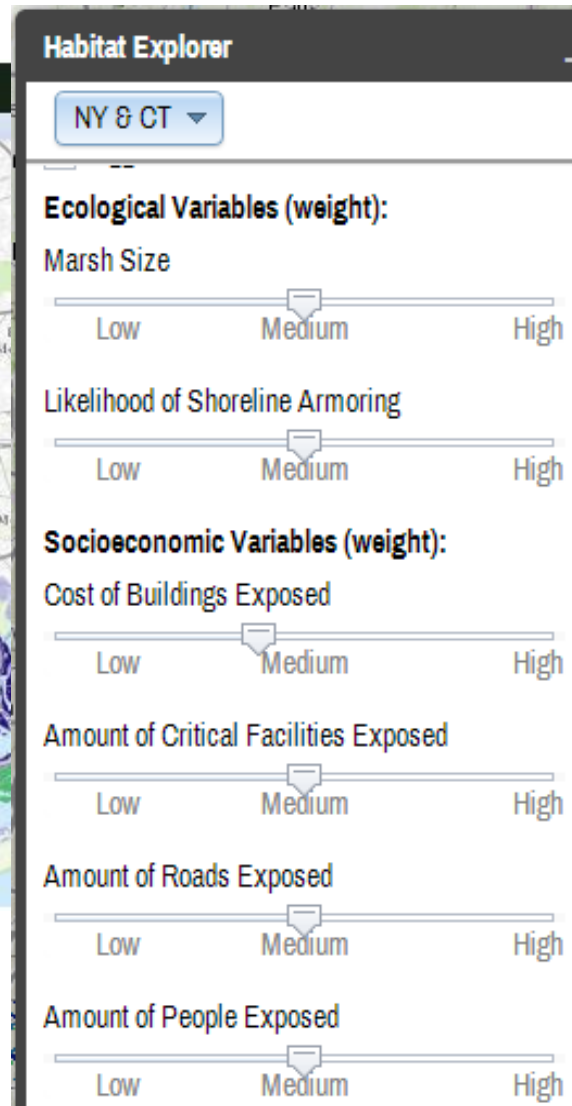 Habitat Explorer
NY & CT
Ecological Variables (weight):
Marsh Size
Low Medium High
Likelihood of Shoreline Armoring
Low Medium High
Socioeconomic Variables (weight):
Cost of Buildings Exposed
Low Medium High
Amount of Critical Facilities Exposed
Low Medium High
Amount of Roads Exposed
Low Medium High
Amount of People Exposed
Low Medium High